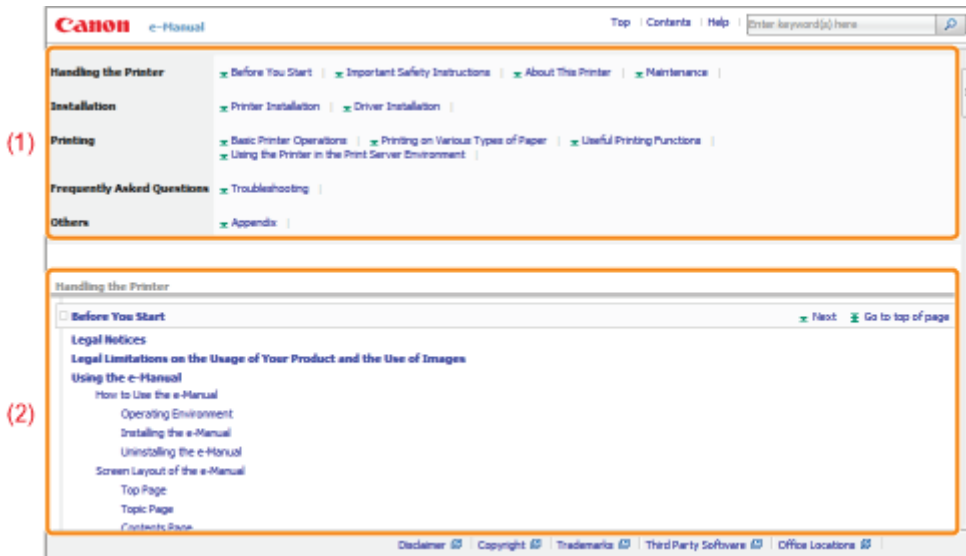 Canon e-Manual Top Contents Help Enter keyword(s) here
(1)
Handling the Printer Before You Start Important Safety Instructions About This Printer Maintenance
Installation Printer Installation Driver Installation
Printing Basic Printer Operations Printing on Various Types of Paper Useful Printing Functions
Using the Printer in the Print Server Environment
Frequently Asked Questions Troubleshooting
Others Appendix
(2)
Handling the Printer
Before You Start Next Go to top of page
Legal Notices
Legal Limitations on the Usage of Your Product and the Use of Images
Using the e-Manual
How to Use the e-Manual
Operating Environment
Installing the e-Manual
Uninstalling the e-Manual
Screen Layout of the e-Manual
Top Page
Topic Page
Contents Page
Disclaimer Copyright Trademarks Third Party Software Office Locations